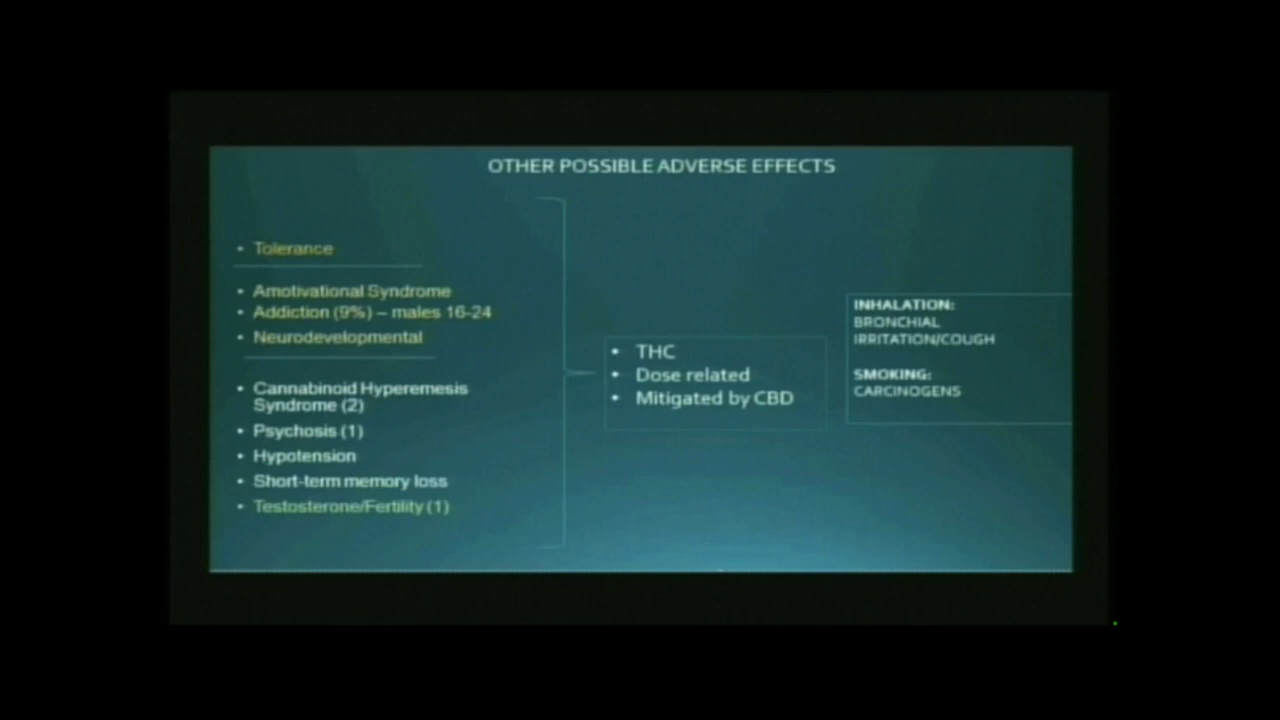 OTHER POSSIBLE ADVERSE EFFECTS
• Tolerance
• Amotivational Syndrome
• Addiction (9%) – males 16-24
• Neurodevelopmental
• Cannabinoid Hyperemesis
Syndrome (2)
• Psychosis (1)
• Hypotension
• Short-term memory loss
• Testosterone/Fertility (1)
• THC
• Dose related
• Mitigated by CBD
INHALATION:
BRONCHIAL
IRRITATION/COUGH
SMOKING:
CARCINOGENS